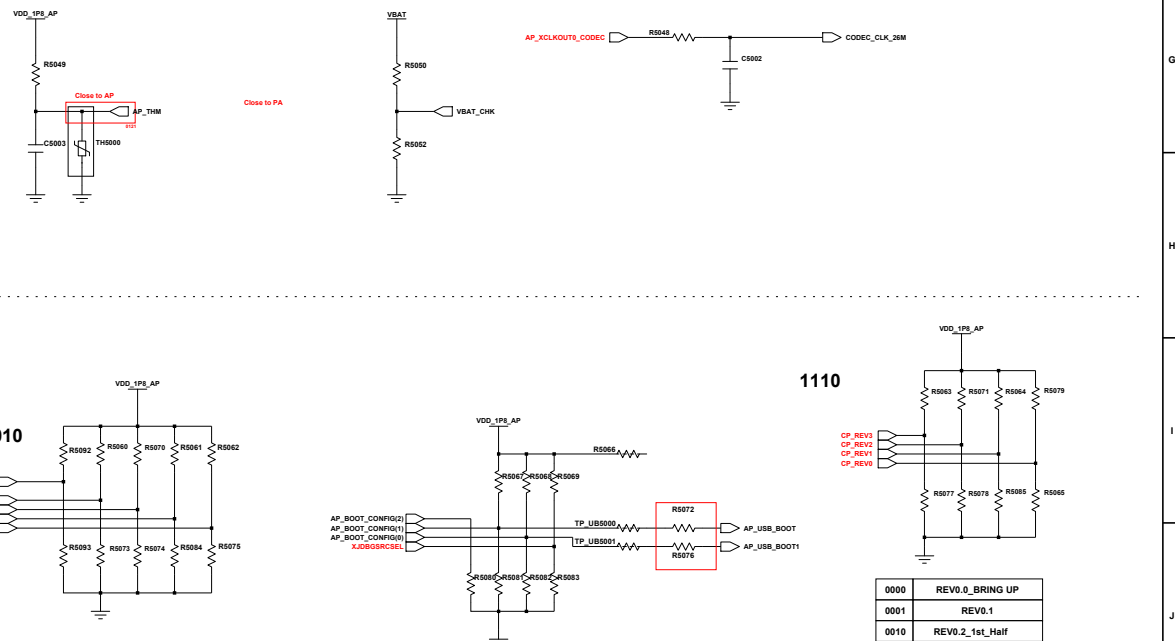 VDD_1P8_AP
VBAT
R5049
R5050
AP_XCLKOUT0_CODEC
R5048
CODEC_CLK_26M
C5002
G
Close to AP
Close to PA
AP_THM
VBAT_CHK
C5003
TH5000
R5052
H
VDD_1P8_AP
VDD_1P8_AP
VDD_1P8_AP
1110
R5063
R5071
R5064
R5079
R5092
R5060
R5070
R5061
R5062
R5066
R5067
R5068
R5069
CP_REV3
CP_REV2
CP_REV1
CP_REV0
I
R5077
R5078
R5085
R5065
AP_BOOT_CONFIG(2)
AP_BOOT_CONFIG(1)
AP_BOOT_CONFIG(0)
XJDBGSRCSEL
TP_UB5000
R5072
AP_USB_BOOT
TP_UB5001
R5076
AP_USB_BOOT1
R5093
R5073
R5074
R5084
R5075
R5080
R5081
R5082
R5083
0000 REV0.0_BRING UP
0001 REV0.1
0010 REV0.2_1st_Half
J